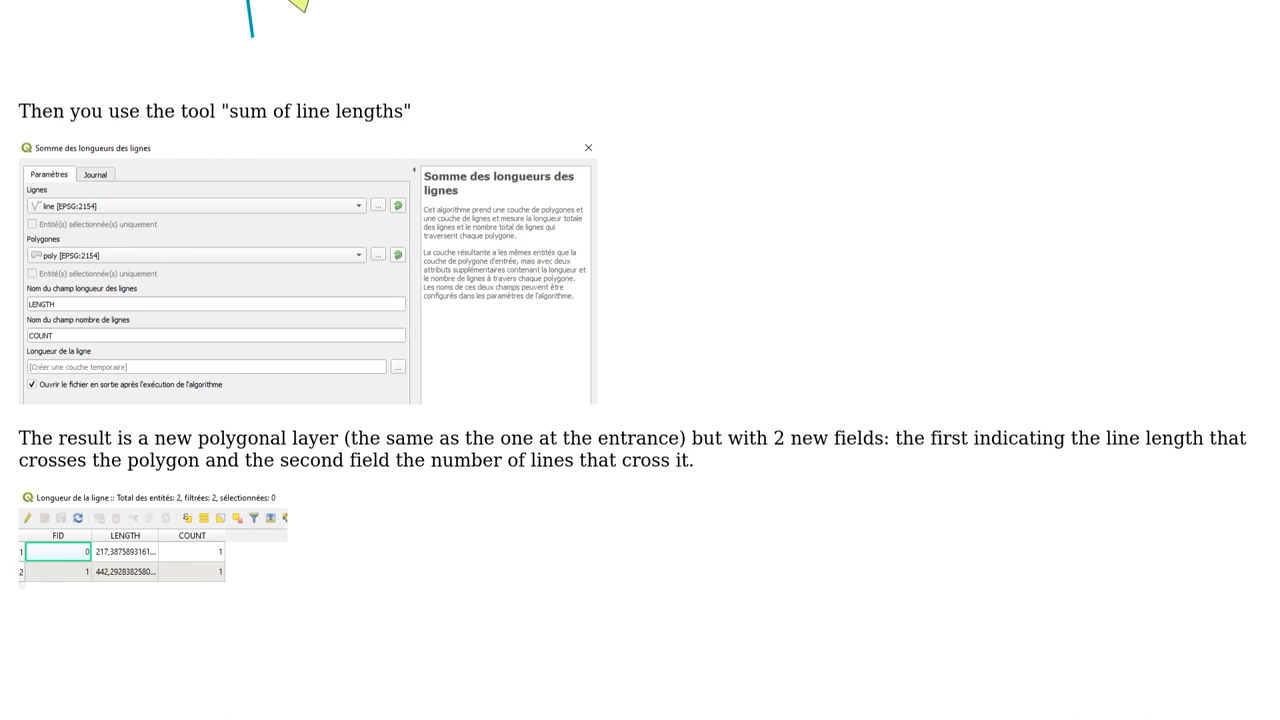 Then you use the tool "sum of line lengths"
Somme des longueurs des lignes
Paramètres
Journal
Somme des longueurs des
lignes
Lignes
line [EPSG:2154]
Entité(s) sélectionnée(s) uniquement
Polygones
poly [EPSG:2154]
Entité(s) sélectionnée(s) uniquement
Nom du champ longueur des lignes
LENGTH
Nom du champ nombre de lignes
COUNT
Longueur de la ligne
[Créer une couche temporaire]
Ouvrir le fichier en sortie après l'exécution de l'algorithme
Cet algorithme prend une couche de polygones et
une couche de lignes et mesure la longueur totale
des lignes et le nombre total de lignes qui
traversent chaque polygone.
La couche résultante a les mêmes entités que la
couche de polygone d'entrée, mais avec deux
attributs supplémentaires contenant la longueur et
le nombre de lignes à travers chaque polygone.
Les noms de ces deux champs peuvent être
configurés dans les paramètres de l'algorithme.
The result is a new polygonal layer (the same as the one at the entrance) but with 2 new fields: the first indicating the line length that
crosses the polygon and the second field the number of lines that cross it.
Longueur de la ligne :: Total des entités: 2, filtrées: 2, sélectionnées: 0
FID LENGTH COUNT
1 0 217,3875893161... 1
2 1 442,2928382580... 1